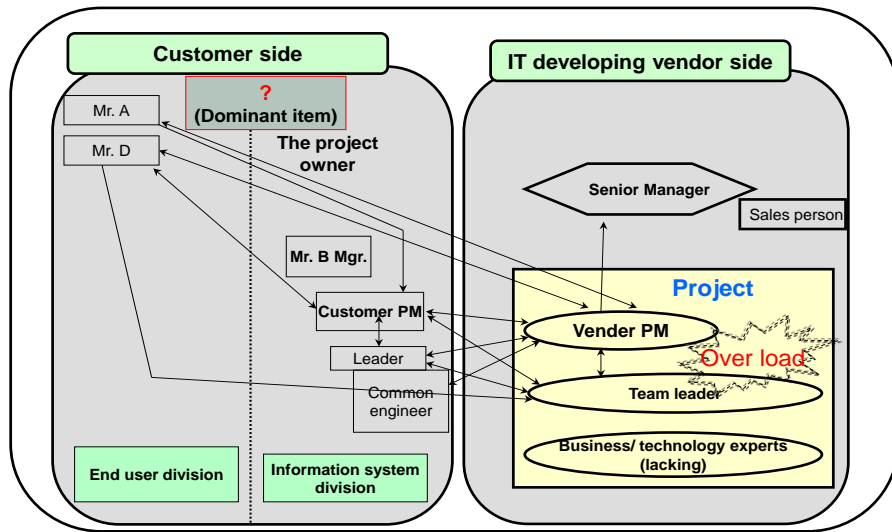 Customer side
IT developing vendor side
?
(Dominant item)
Mr. A
The project
owner
Mr. D
Senior Manager
Sales person
Mr. B Mgr.
Project
Customer PM
Vender PM
Over load
Leader
Common
engineer
Team leader
Business/ technology experts
(lacking)
End user division
Information system
division